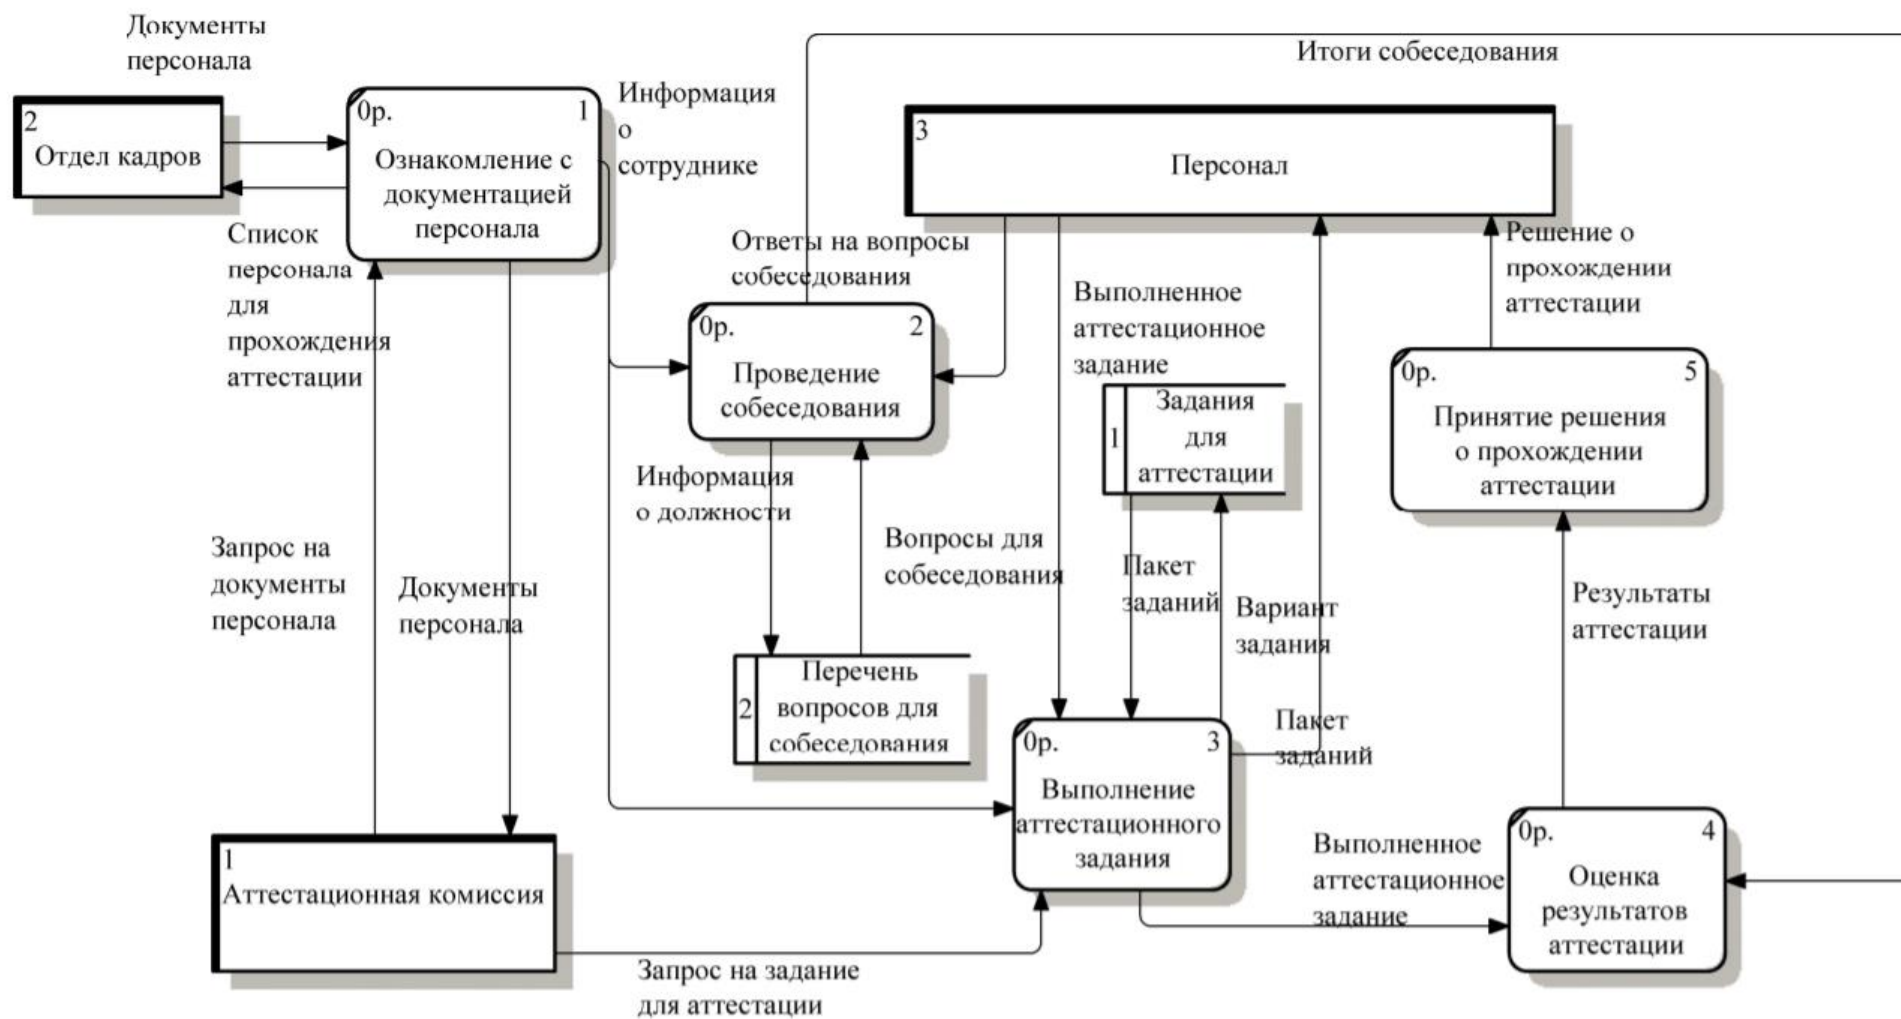 Документы
персонала
Итоги собеседования
2
Отдел кадров
0р.
1
Ознакомление с
документацией
персонала
Информация
о
сотруднике
3
Персонал
Список
персонала
для
прохождения
аттестации
Ответы на вопросы
собеседования
Решение о
прохождении
аттестации
Выполненное
аттестационное
задание
0р.
2
Проведение
собеседования
1
Задания
для
аттестации
0р.
5
Принятие решения
о прохождении
аттестации
Информация
о должности
Вопросы для
собеседования
Запрос на
документы
персонала
Документы
персонала
Пакет
заданий
Вариант
задания
Результаты
аттестации
2
Перечень
вопросов для
собеседования
Пакет
заданий
0р.
3
Выполнение
аттестационного
задания
1
Аттестационная комиссия
Выполненное
аттестационное
задание
0р.
4
Оценка
результатов
аттестации
Запрос на задание
для аттестации